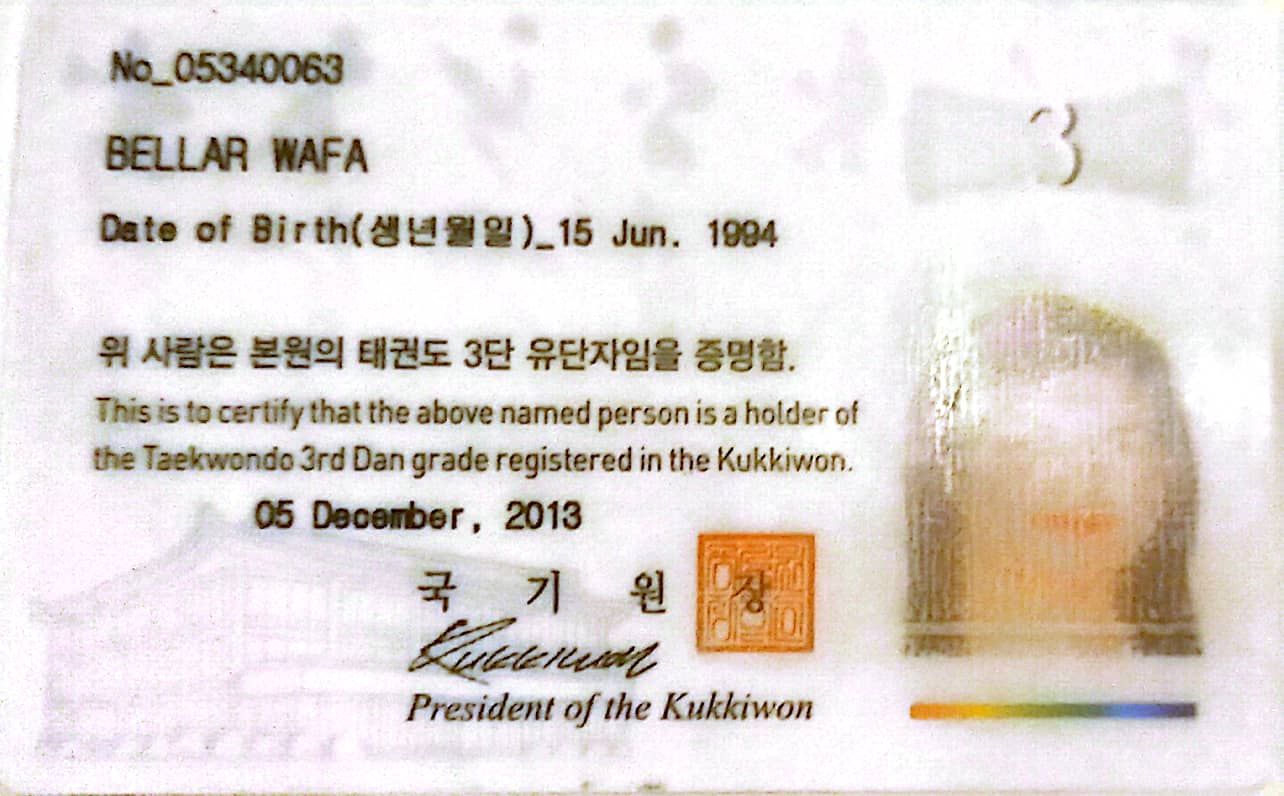 No_05340063
3
BELLAR WAFA
Date of Birth(생년월일)_15 Jun. 1994
위 사람은 본원의 태권도 3단 유단자임을 증명함.
This is to certify that the above named person is a holder of
the Taekwondo 3rd Dan grade registered in the Kukkiwon.
05 December, 2013
국 기 원 장
Kukkiwon
President of the Kukkiwon